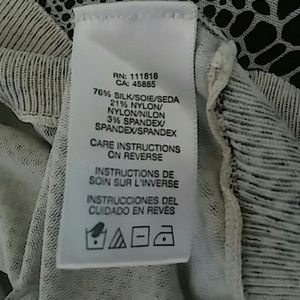 RN: 111818
CA: 45885
76% SILK/SOIE/SEDA
21% NYLON/
NYLON/NILON
3% SPANDEX/
SPANDEX/SPANDEX
CARE INSTRUCTIONS
ON REVERSE
INSTRUCTIONS DE
SOIN SUR L'INVERSE
INSTRUCCIONES DEL
CUIDADO EN REVÉS